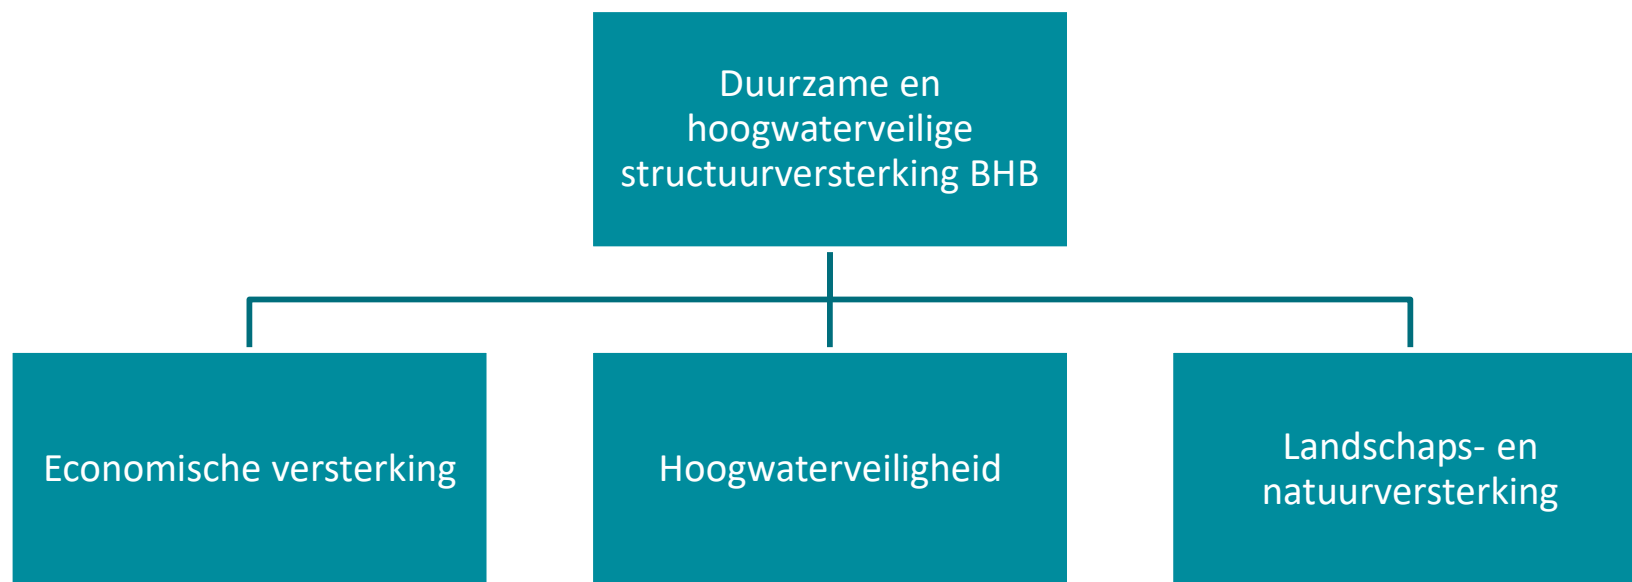 Duurzame en
hoogwaterveilige
structuurversterking BHB
Economische versterking
Hoogwaterveiligheid
Landschaps- en
natuurversterking